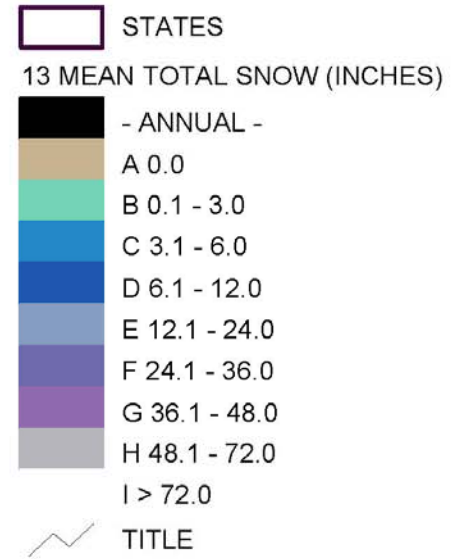 STATES
13 MEAN TOTAL SNOW (INCHES)
- ANNUAL -
A 0.0
B 0.1 - 3.0
C 3.1 - 6.0
D 6.1 - 12.0
E 12.1 - 24.0
F 24.1 - 36.0
G 36.1 - 48.0
H 48.1 - 72.0
I > 72.0
TITLE